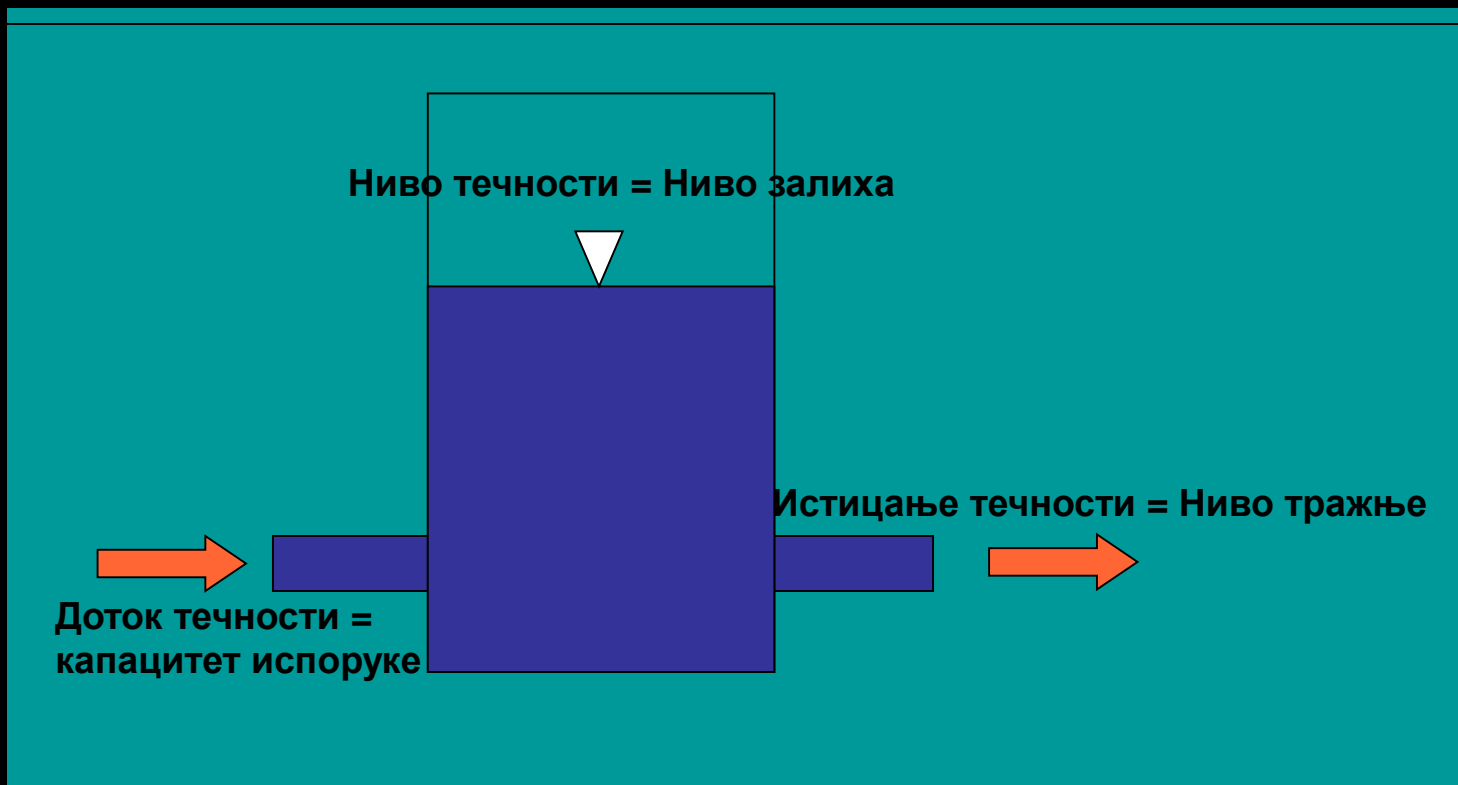 Ниво течности = Ниво залиха
Истицање течности = Ниво тражње
Доток течности =
капацитет испоруке